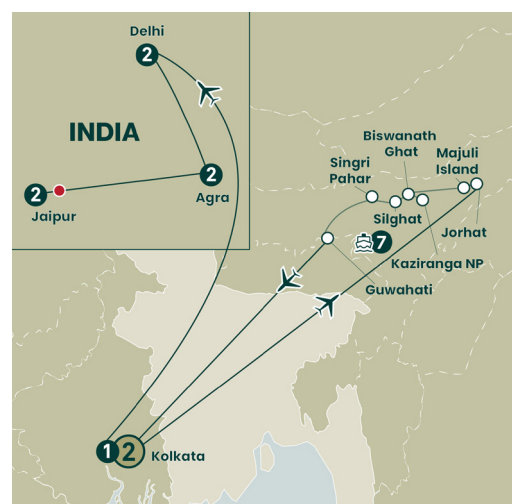 Delhi
2
INDIA
2
Agra
2
Jaipur
Biswanath
Ghat
Majuli
Island
Singri
Pahar
Silghat
Jorhat
7
Kaziranga NP
Guwahati
1
2
Kolkata